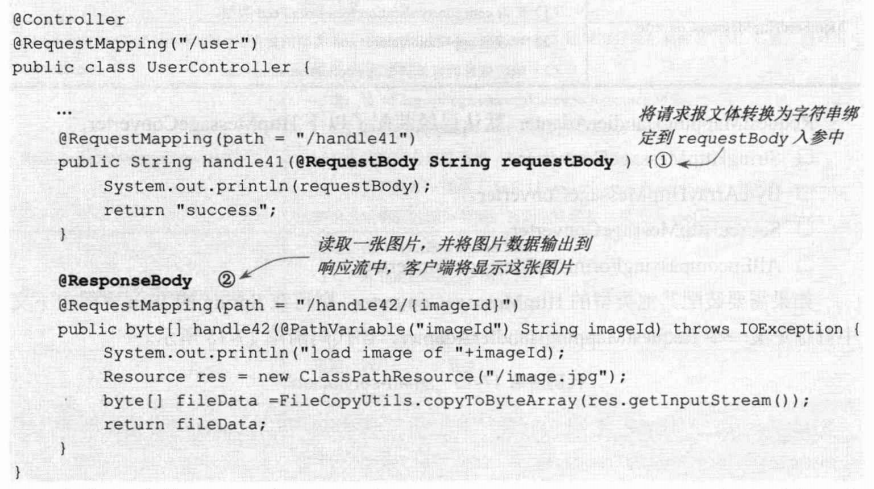 @Controller
@RequestMapping("/user")
public class UserController {
…
将请求报文体转换为字符串绑
@RequestMapping(path = "/handle41")
定到 requestBody 入参中
public String handle41(@RequestBody String requestBody ) {①
System.out.println(requestBody);
return "success";
}
读取一张图片，并将图片数据输出到
@ResponseBody ②
响应流中，客户端将显示这张图片
@RequestMapping(path = "/handle42/{imageId}")
public byte[] handle42(@PathVariable("imageId") String imageId) throws IOException {
System.out.println("load image of "+imageId);
Resource res = new ClassPathResource("/image.jpg");
byte[] fileData =FileCopyUtils.copyToByteArray(res.getInputStream());
return fileData;
}
}